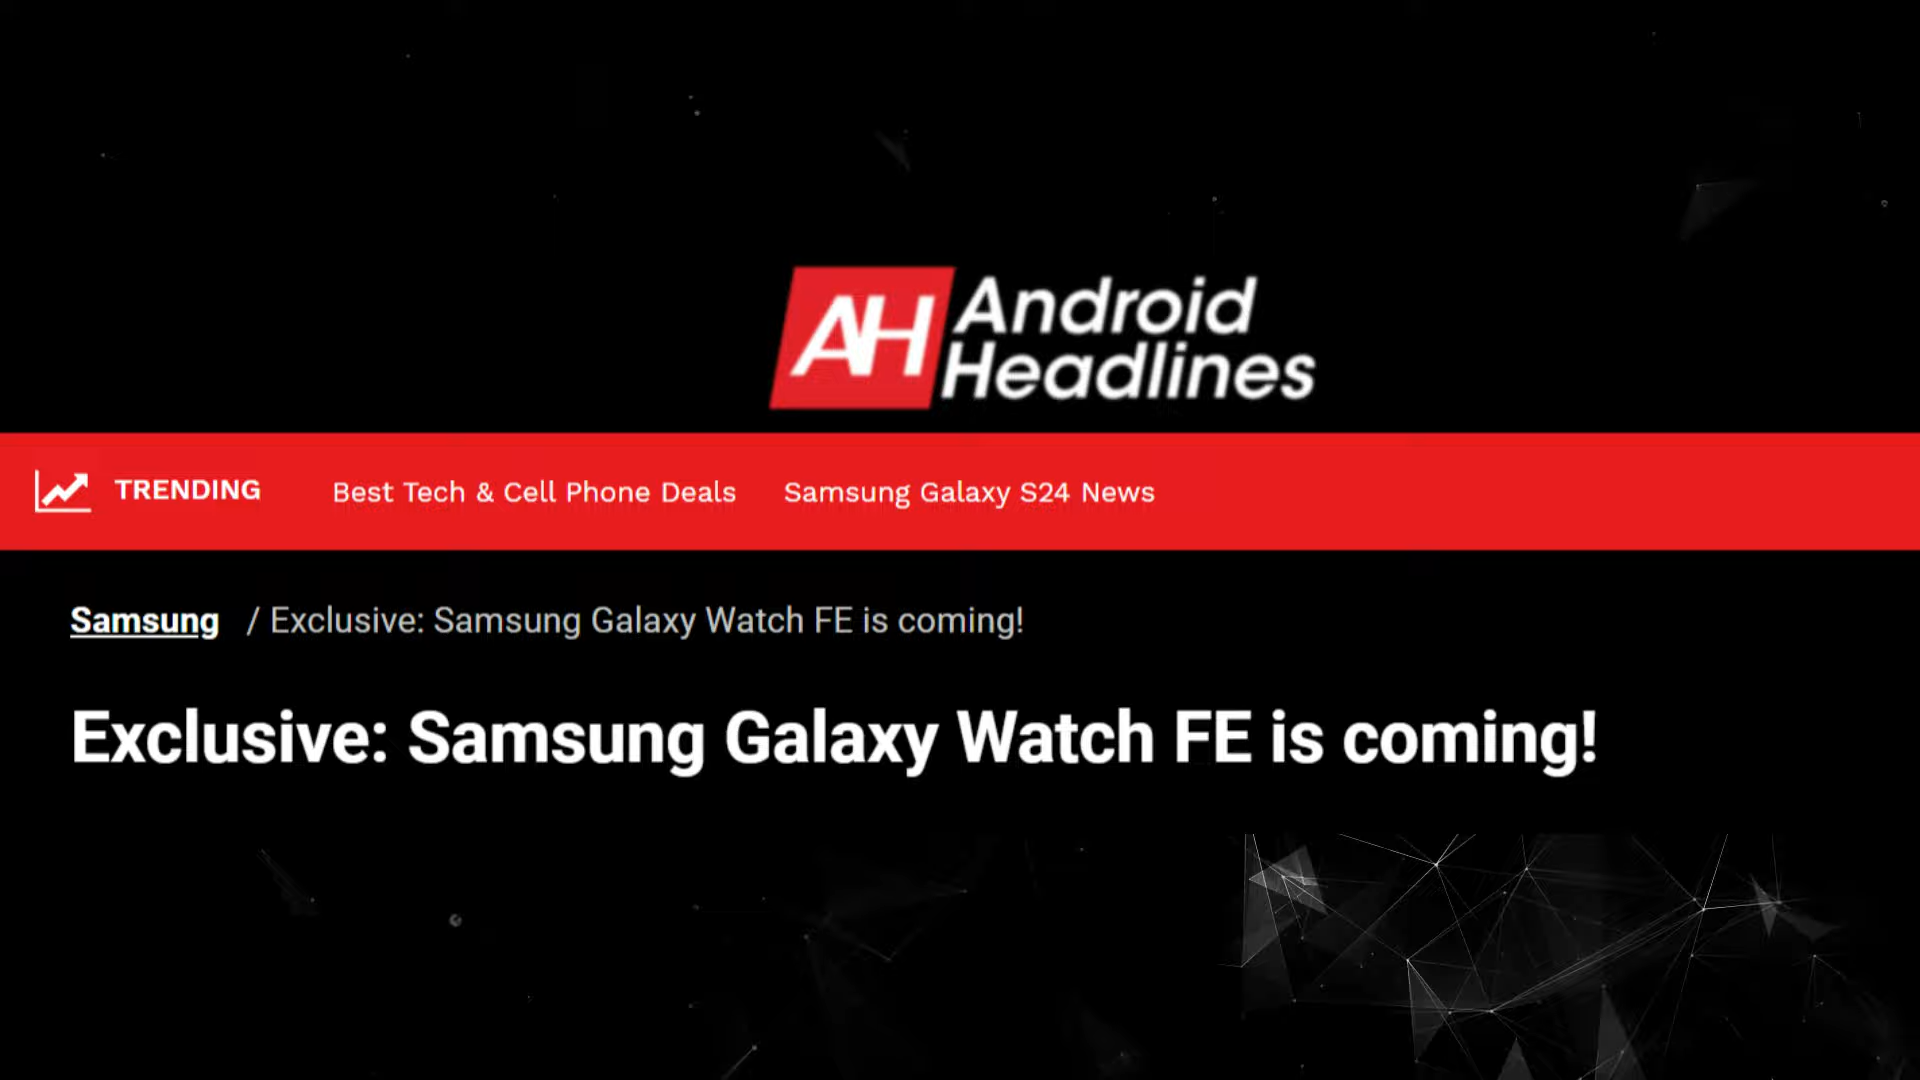 AH Android
Headlines
TRENDING Best Tech & Cell Phone Deals Samsung Galaxy S24 News
Samsung / Exclusive: Samsung Galaxy Watch FE is coming!
Exclusive: Samsung Galaxy Watch FE is coming!